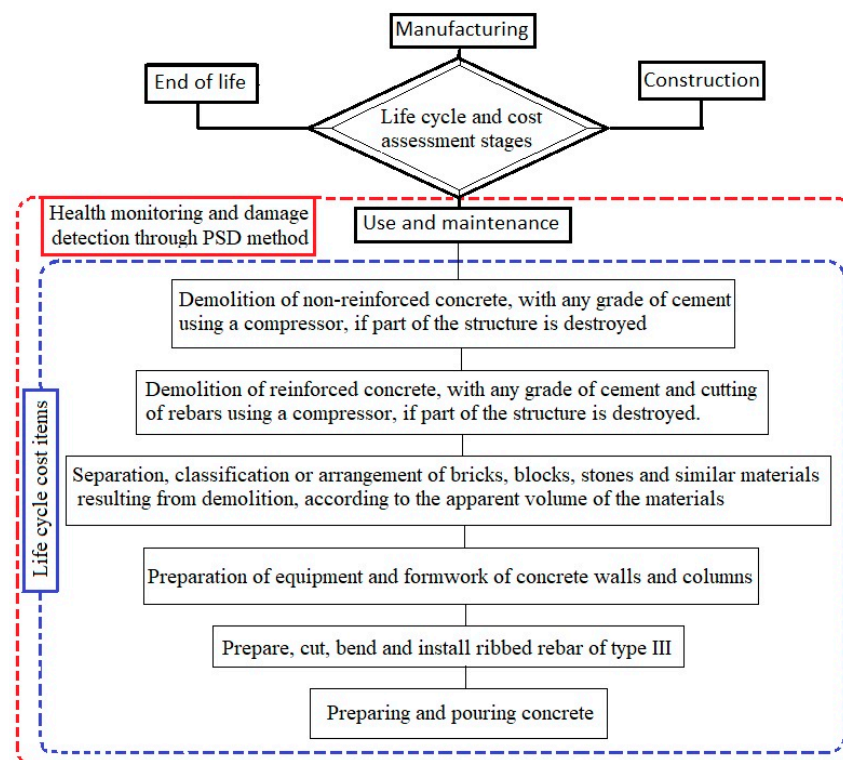 Manufacturing
End of life
Construction
Life cycle and cost
assessment stages
Health monitoring and damage
detection through PSD method
Use and maintenance
Demolition of non-reinforced concrete, with any grade of cement
using a compressor, if part of the structure is destroyed
Demolition of reinforced concrete, with any grade of cement and cutting
of rebars using a compressor, if part of the structure is destroyed.
Life cycle cost items
Separation, classification or arrangement of bricks, blocks, stones and similar materials
resulting from demolition, according to the apparent volume of the materials
Preparation of equipment and formwork of concrete walls and columns
Prepare, cut, bend and install ribbed rebar of type III
Preparing and pouring concrete